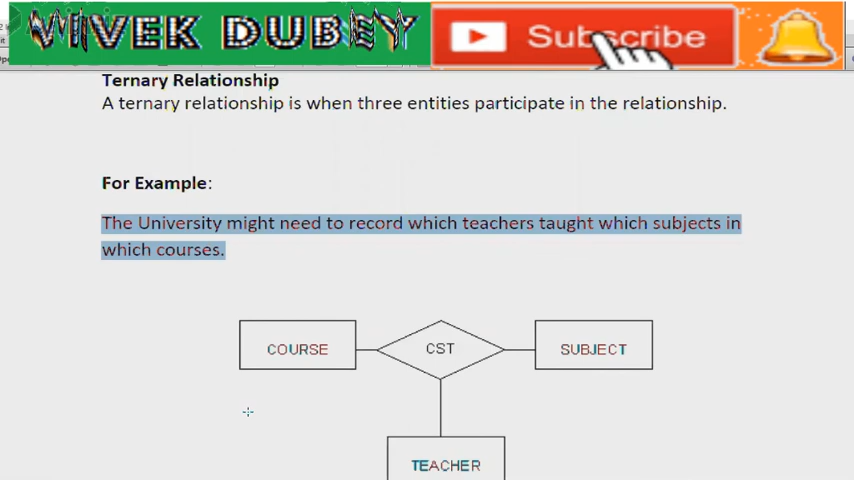 VIVEK DUBEY
Subscribe
Ternary Relationship
A ternary relationship is when three entities participate in the relationship.
For Example:
The University might need to record which teachers taught which subjects in
which courses.
COURSE
CST
SUBJECT
TEACHER